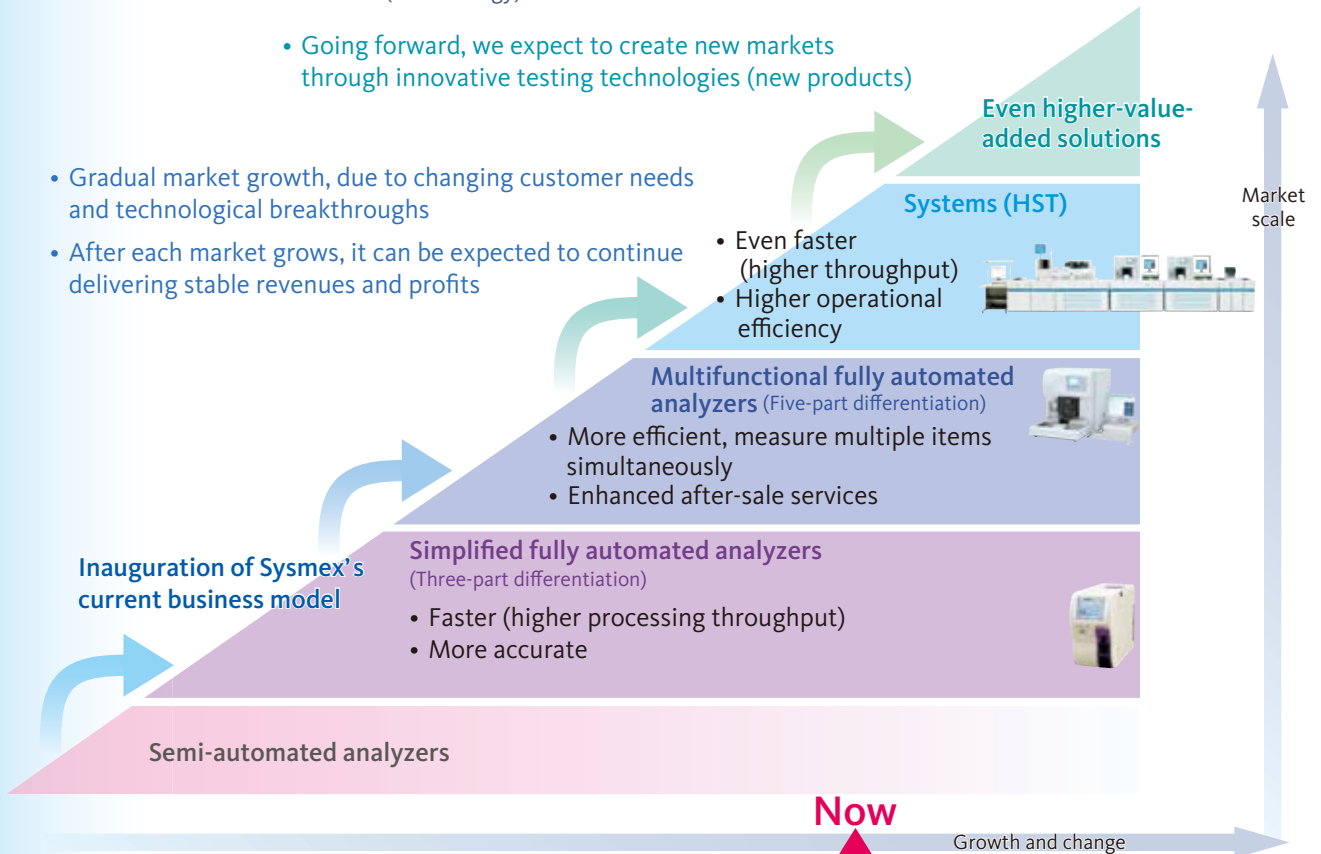 • Going forward, we expect to create new markets
through innovative testing technologies (new products)
Even higher-value-
added solutions
• Gradual market growth, due to changing customer needs
and technological breakthroughs
• After each market grows, it can be expected to continue
delivering stable revenues and profits
Market
scale
Systems (HST)
• Even faster
(higher throughput)
• Higher operational
efficiency
Multifunctional fully automated
analyzers (Five-part differentiation)
• More efficient, measure multiple items
simultaneously
• Enhanced after-sale services
Inauguration of Sysmex's
current business model
Simplified fully automated analyzers
(Three-part differentiation)
• Faster (higher processing throughput)
• More accurate
Semi-automated analyzers
Now
Growth and change